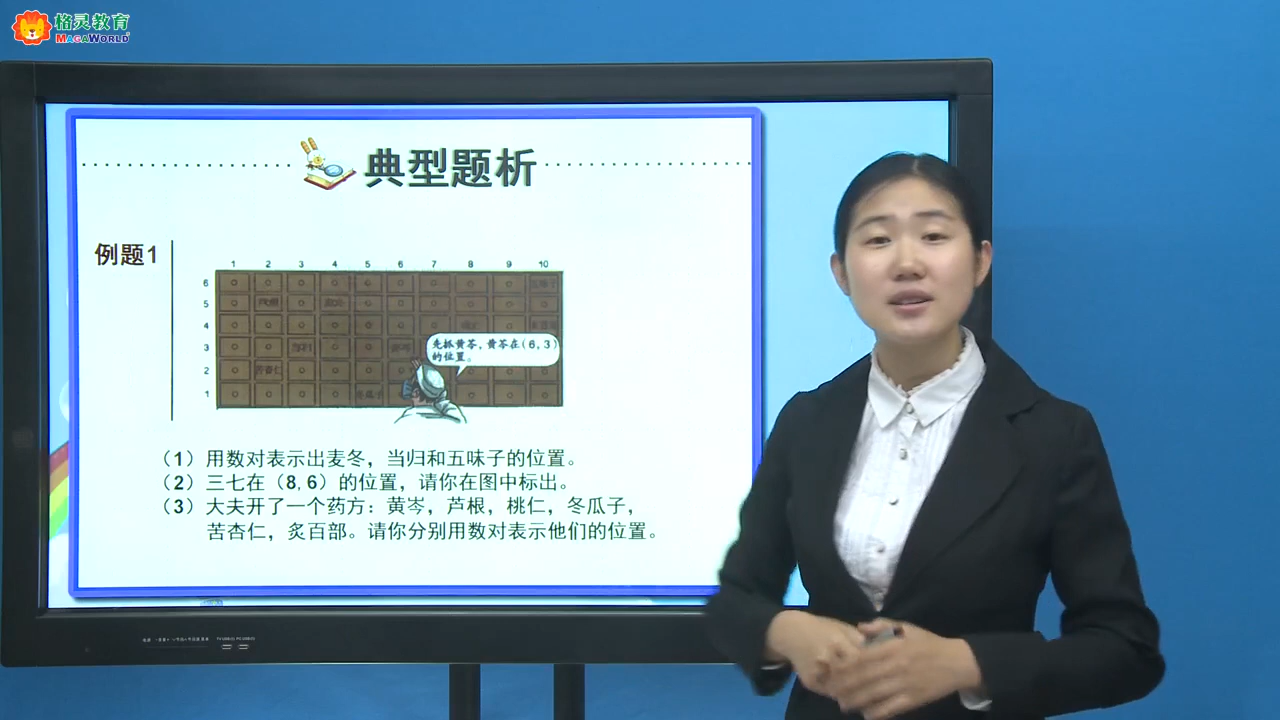 格灵教育
MAGAWORLD
典型题析
例题1
1 2 3 4 5 6 7 8 9 10
6
5
4
3
2
1
先抓黄芩,黄芩在(6,3)
的位置。
(1)用数对表示出麦冬,当归和五味子的位置。
(2)三七在(8,6)的位置,请你在图中标出。
(3)大夫开了一个药方:黄岑,芦根,桃仁,冬瓜子,
苦杏仁,炙百部。请你分别用数对表示他们的位置。